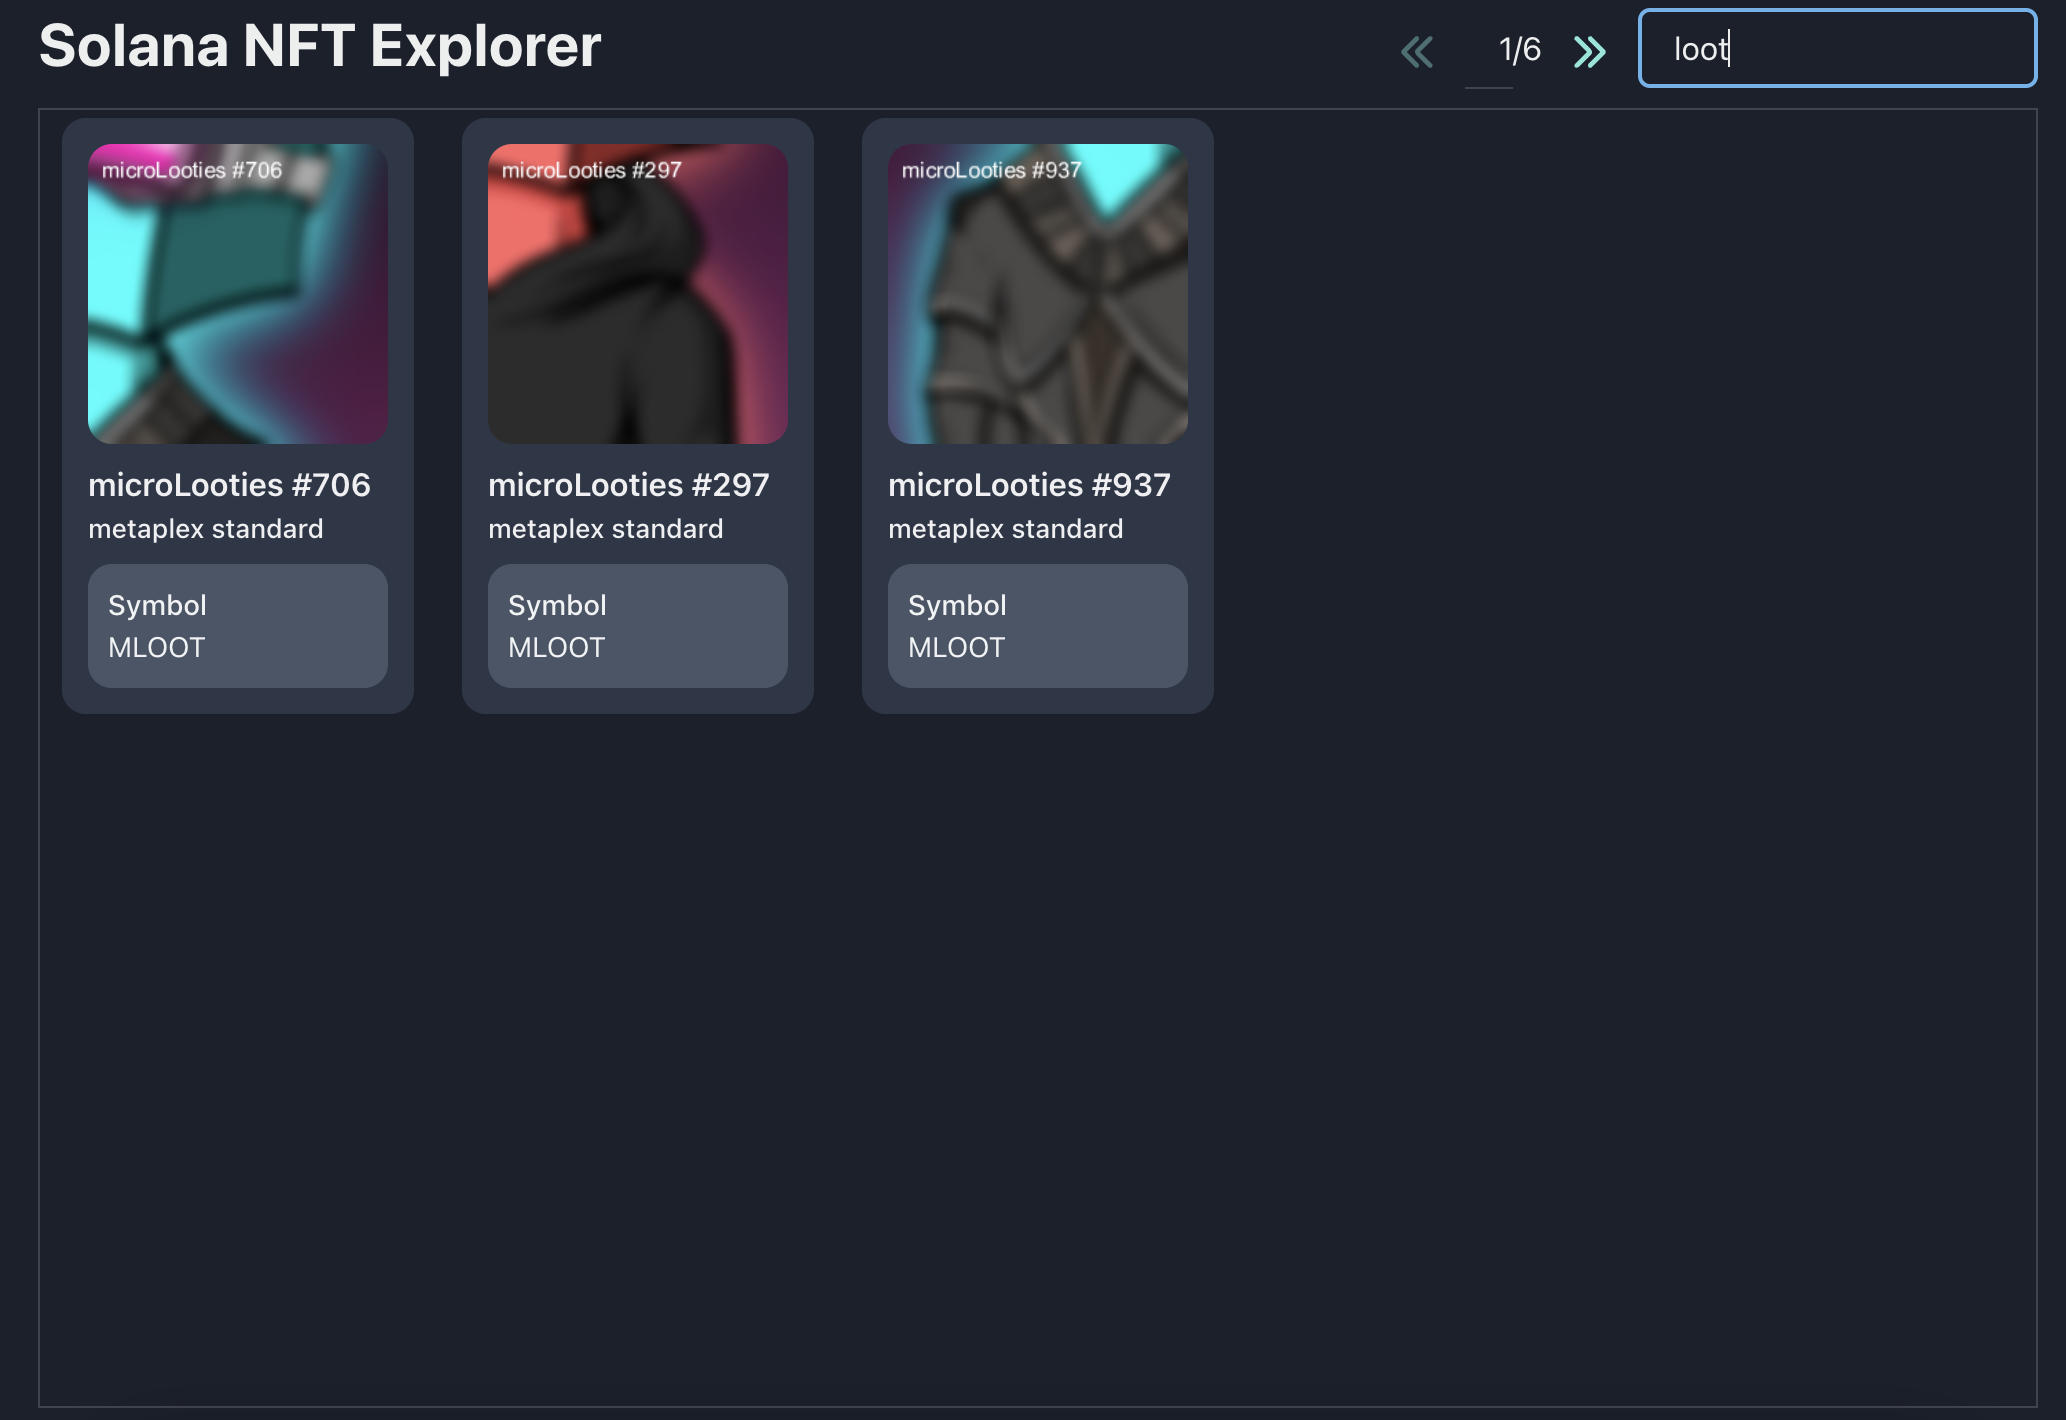 Solana NFT Explorer
1/6
loot
microLooties #706
microLooties #297
microLooties #937
microLooties #706
metaplex standard
Symbol
MLOOT
microLooties #297
metaplex standard
Symbol
MLOOT
microLooties #937
metaplex standard
Symbol
MLOOT